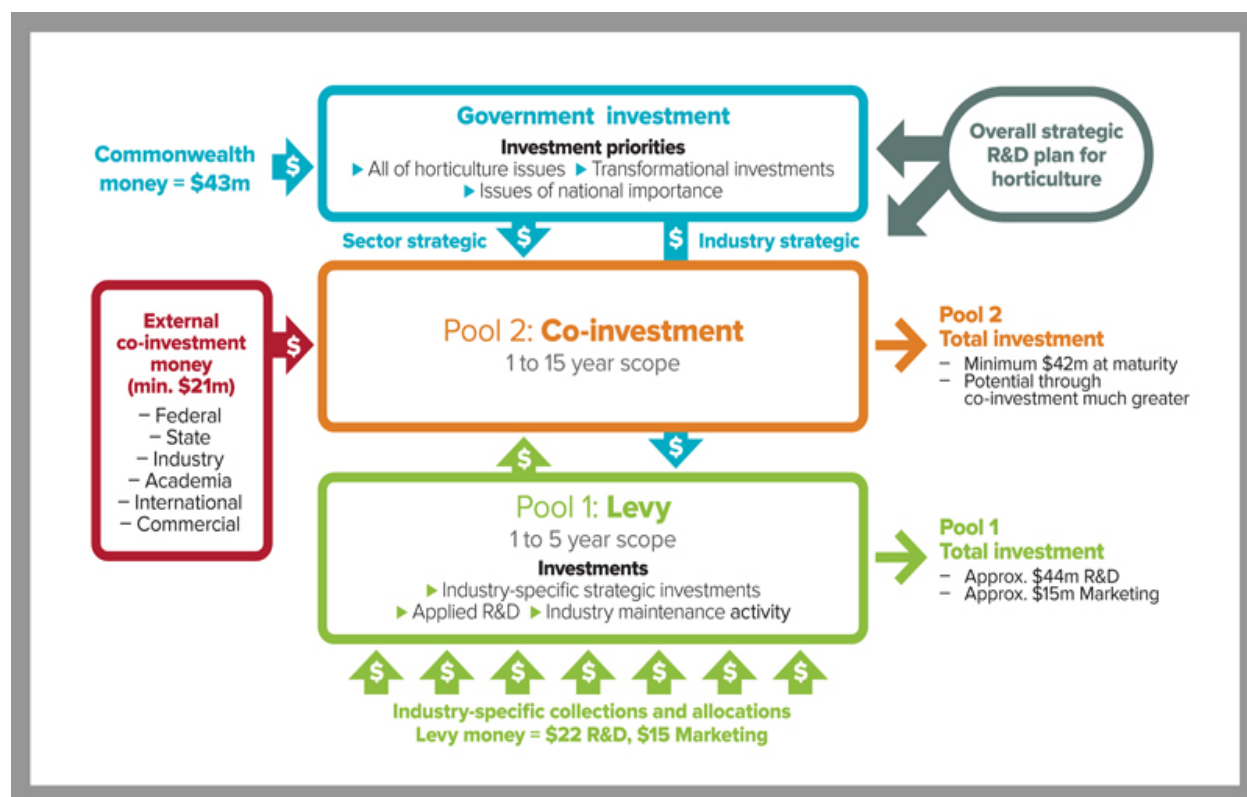 Government investment
Investment priorities
▶ All of horticulture issues ▶ Transformational investments
▶ Issues of national importance
Commonwealth
money = $43m
$
Overall strategic
R&D plan for
horticulture
Sector strategic
$
$
Industry strategic
External
co-investment
money
(min. $21m)
– Federal
– State
– Industry
– Academia
– International
– Commercial
$
Pool 2: Co-investment
1 to 15 year scope
Pool 2
Total investment
– Minimum $42m at maturity
– Potential through
co-investment much greater
$
$
Pool 1: Levy
1 to 5 year scope
Investments
▶ Industry-specific strategic investments
▶ Applied R&D ▶ Industry maintenance activity
Pool 1
Total investment
– Approx. $44m R&D
– Approx. $15m Marketing
$ $ $ $ $ $ $
Industry-specific collections and allocations
Levy money = $22 R&D, $15 Marketing